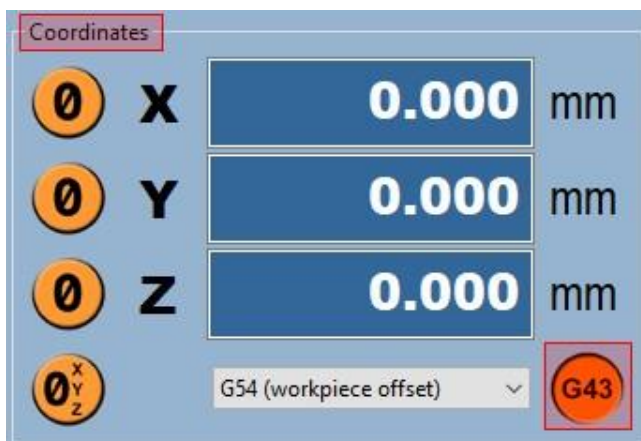 Coordinates
0 X 0.000 mm
0 Y 0.000 mm
0 Z 0.000 mm
0 X Y Z G54 (workpiece offset) G43